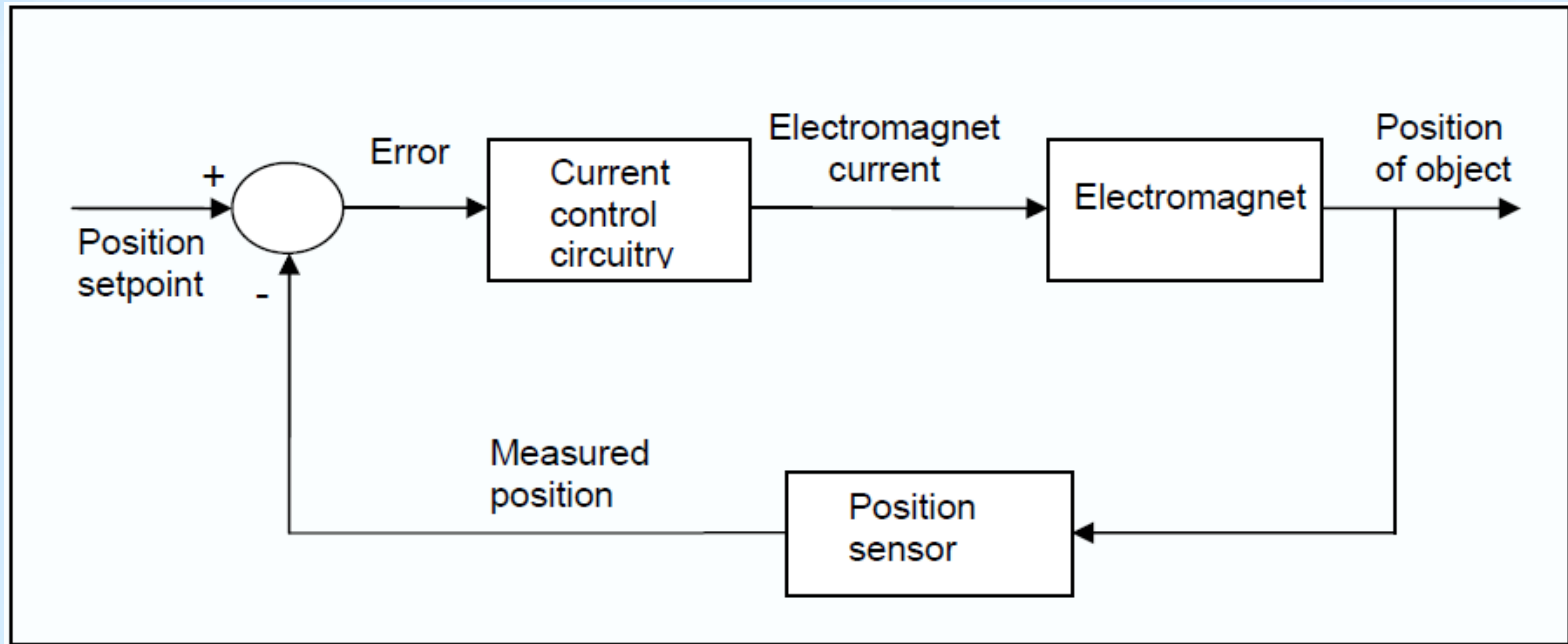 +
Position
setpoint
-
Error
Current
control
circuitry
Electromagnet
current
Electromagnet
Position
of object
Measured
position
Position
sensor